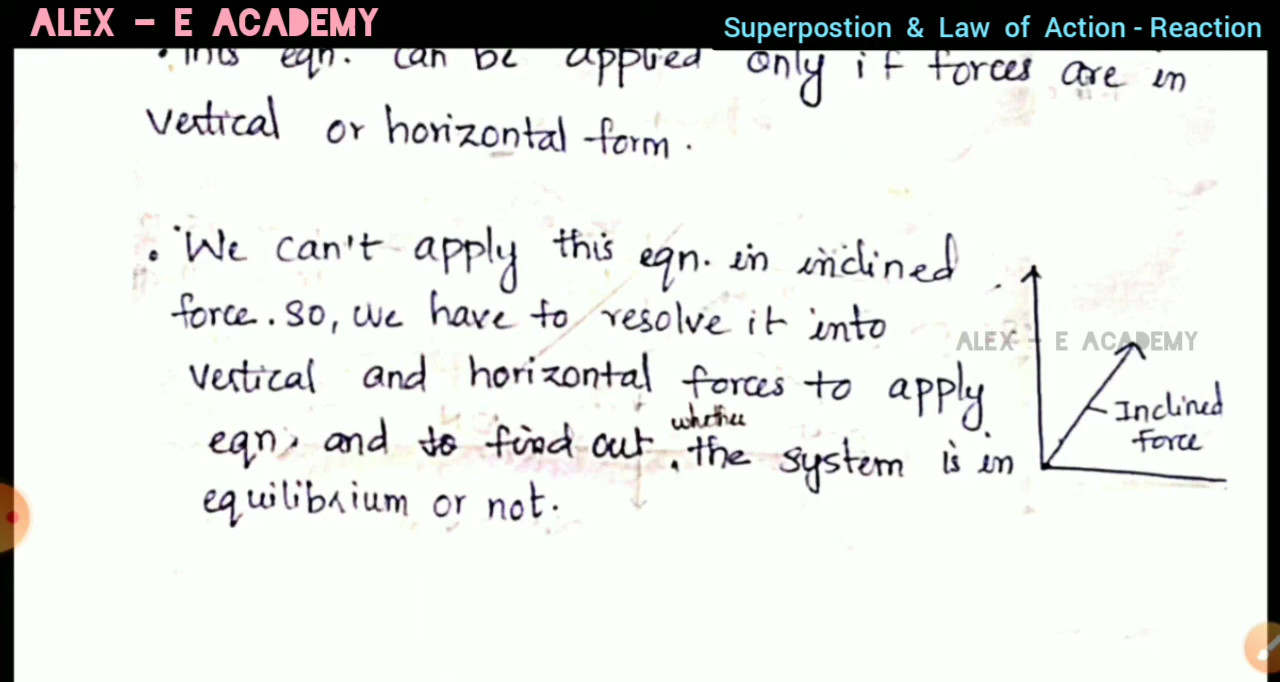 ALEX - E ACADEMY
Superpostion & Law of Action - Reaction
• This eqn. can be applied only if forces are in
vertical or horizontal form.
• We can't apply this eqn. in inclined
force. So, we have to resolve it into
vertical and horizontal forces to apply
eqn, and to find out whether the system is in
equilibrium or not.
ALEX - E ACADEMY
Inclined
force